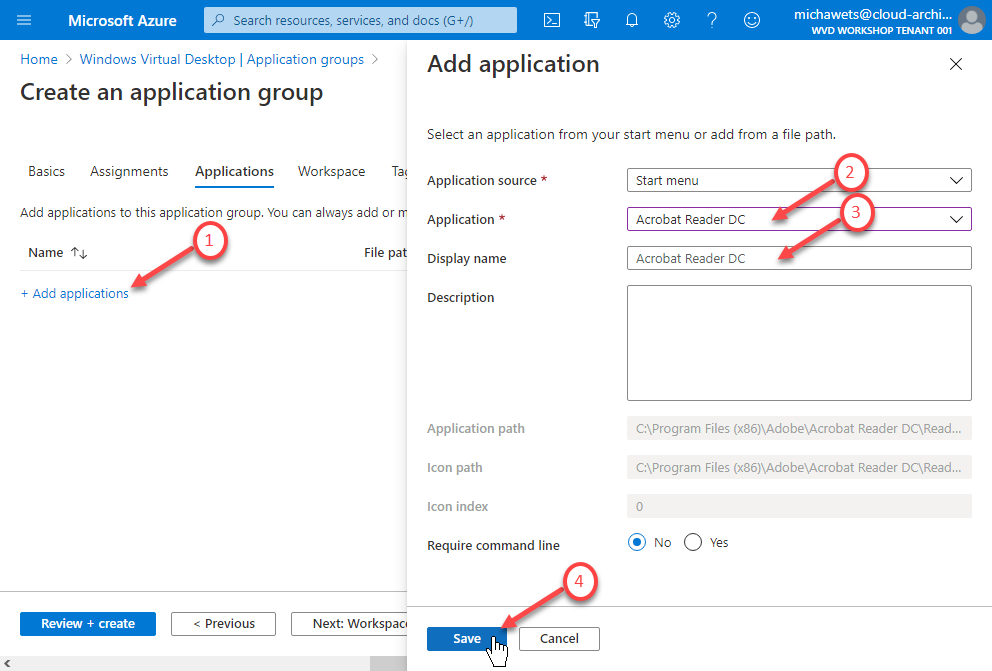 Microsoft Azure
Search resources, services, and docs (G+/)
michawets@cloud-archi...
WVD WORKSHOP TENANT 001
Home > Windows Virtual Desktop | Application groups >
Create an application group
Basics Assignments Applications Workspace Tag
Add applications to this application group. You can always add or m
Name ↑↓ File pat
1
+ Add applications
Review + create
< Previous
Next: Workspace
Add application
Select an application from your start menu or add from a file path.
Application source * Start menu
2
Application * Acrobat Reader DC
3
Display name Acrobat Reader DC
Description
Application path C:\Program Files (x86)\Adobe\Acrobat Reader DC\Read...
Icon path C:\Program Files (x86)\Adobe\Acrobat Reader DC\Read...
Icon index 0
Require command line No Yes
4
Save Cancel